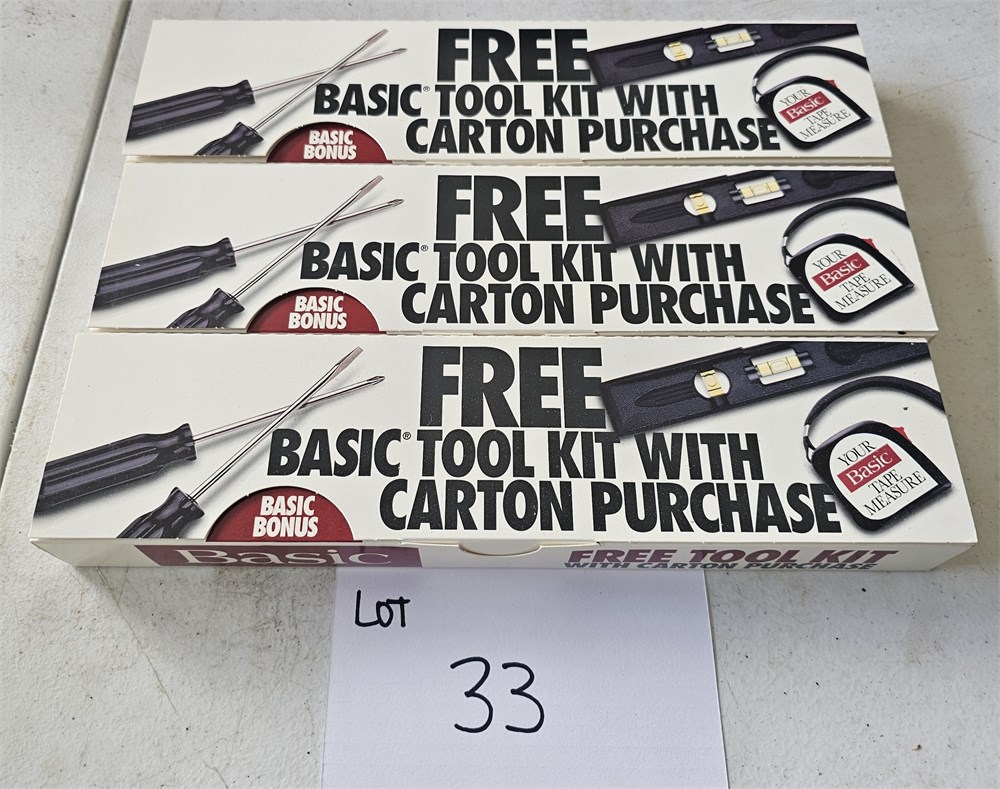 FREE
BASIC® TOOL KIT WITH
CARTON PURCHASE
BASIC
BONUS
YOUR
Basic
TAPE
MEASURE
FREE
BASIC® TOOL KIT WITH
CARTON PURCHASE
BASIC
BONUS
YOUR
Basic
TAPE
MEASURE
FREE
BASIC® TOOL KIT WITH
CARTON PURCHASE
BASIC
BONUS
YOUR
Basic
TAPE
MEASURE
Basic
FREE TOOL KIT
WITH CARTON PURCHASE
LOT
33